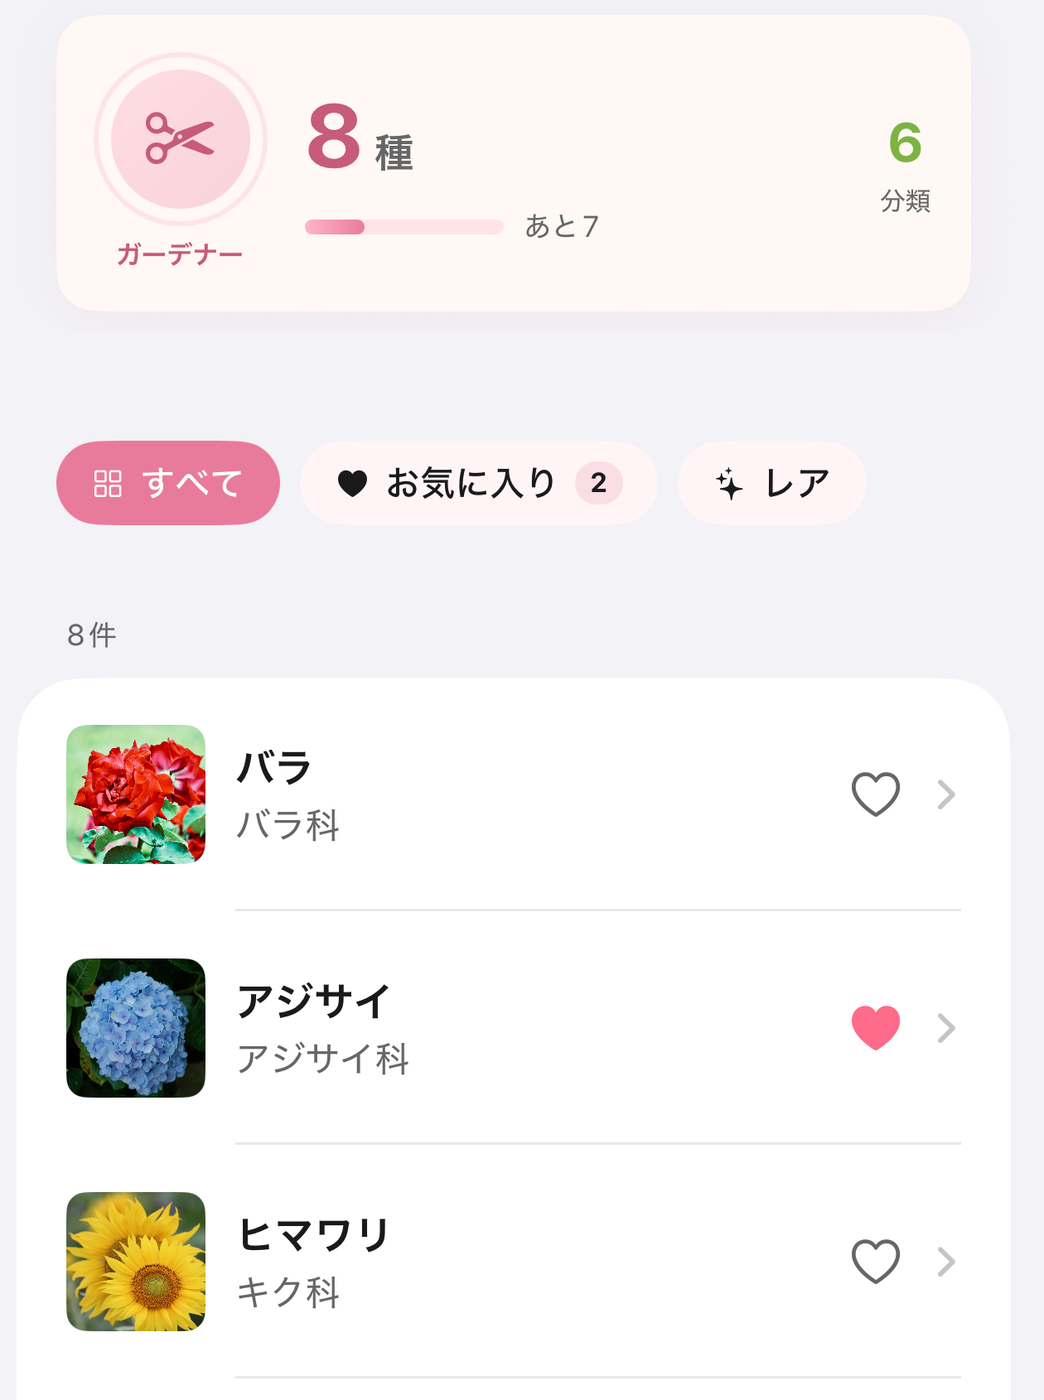 8 種
あと7
ガーデナー
6
分類
すべて
お気に入り 2
レア
8件
バラ
バラ科
アジサイ
アジサイ科
ヒマワリ
キク科